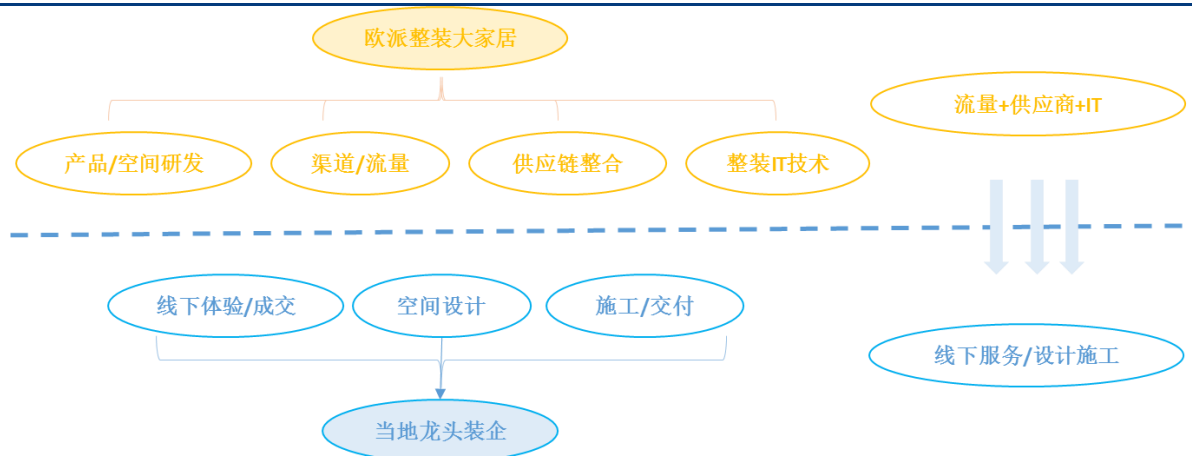 欧派整装大家居
流量+供应商+IT
产品/空间研发
渠道/流量
供应链整合
整装IT技术
线下体验/成交
空间设计
施工/交付
线下服务/设计施工
当地龙头装企